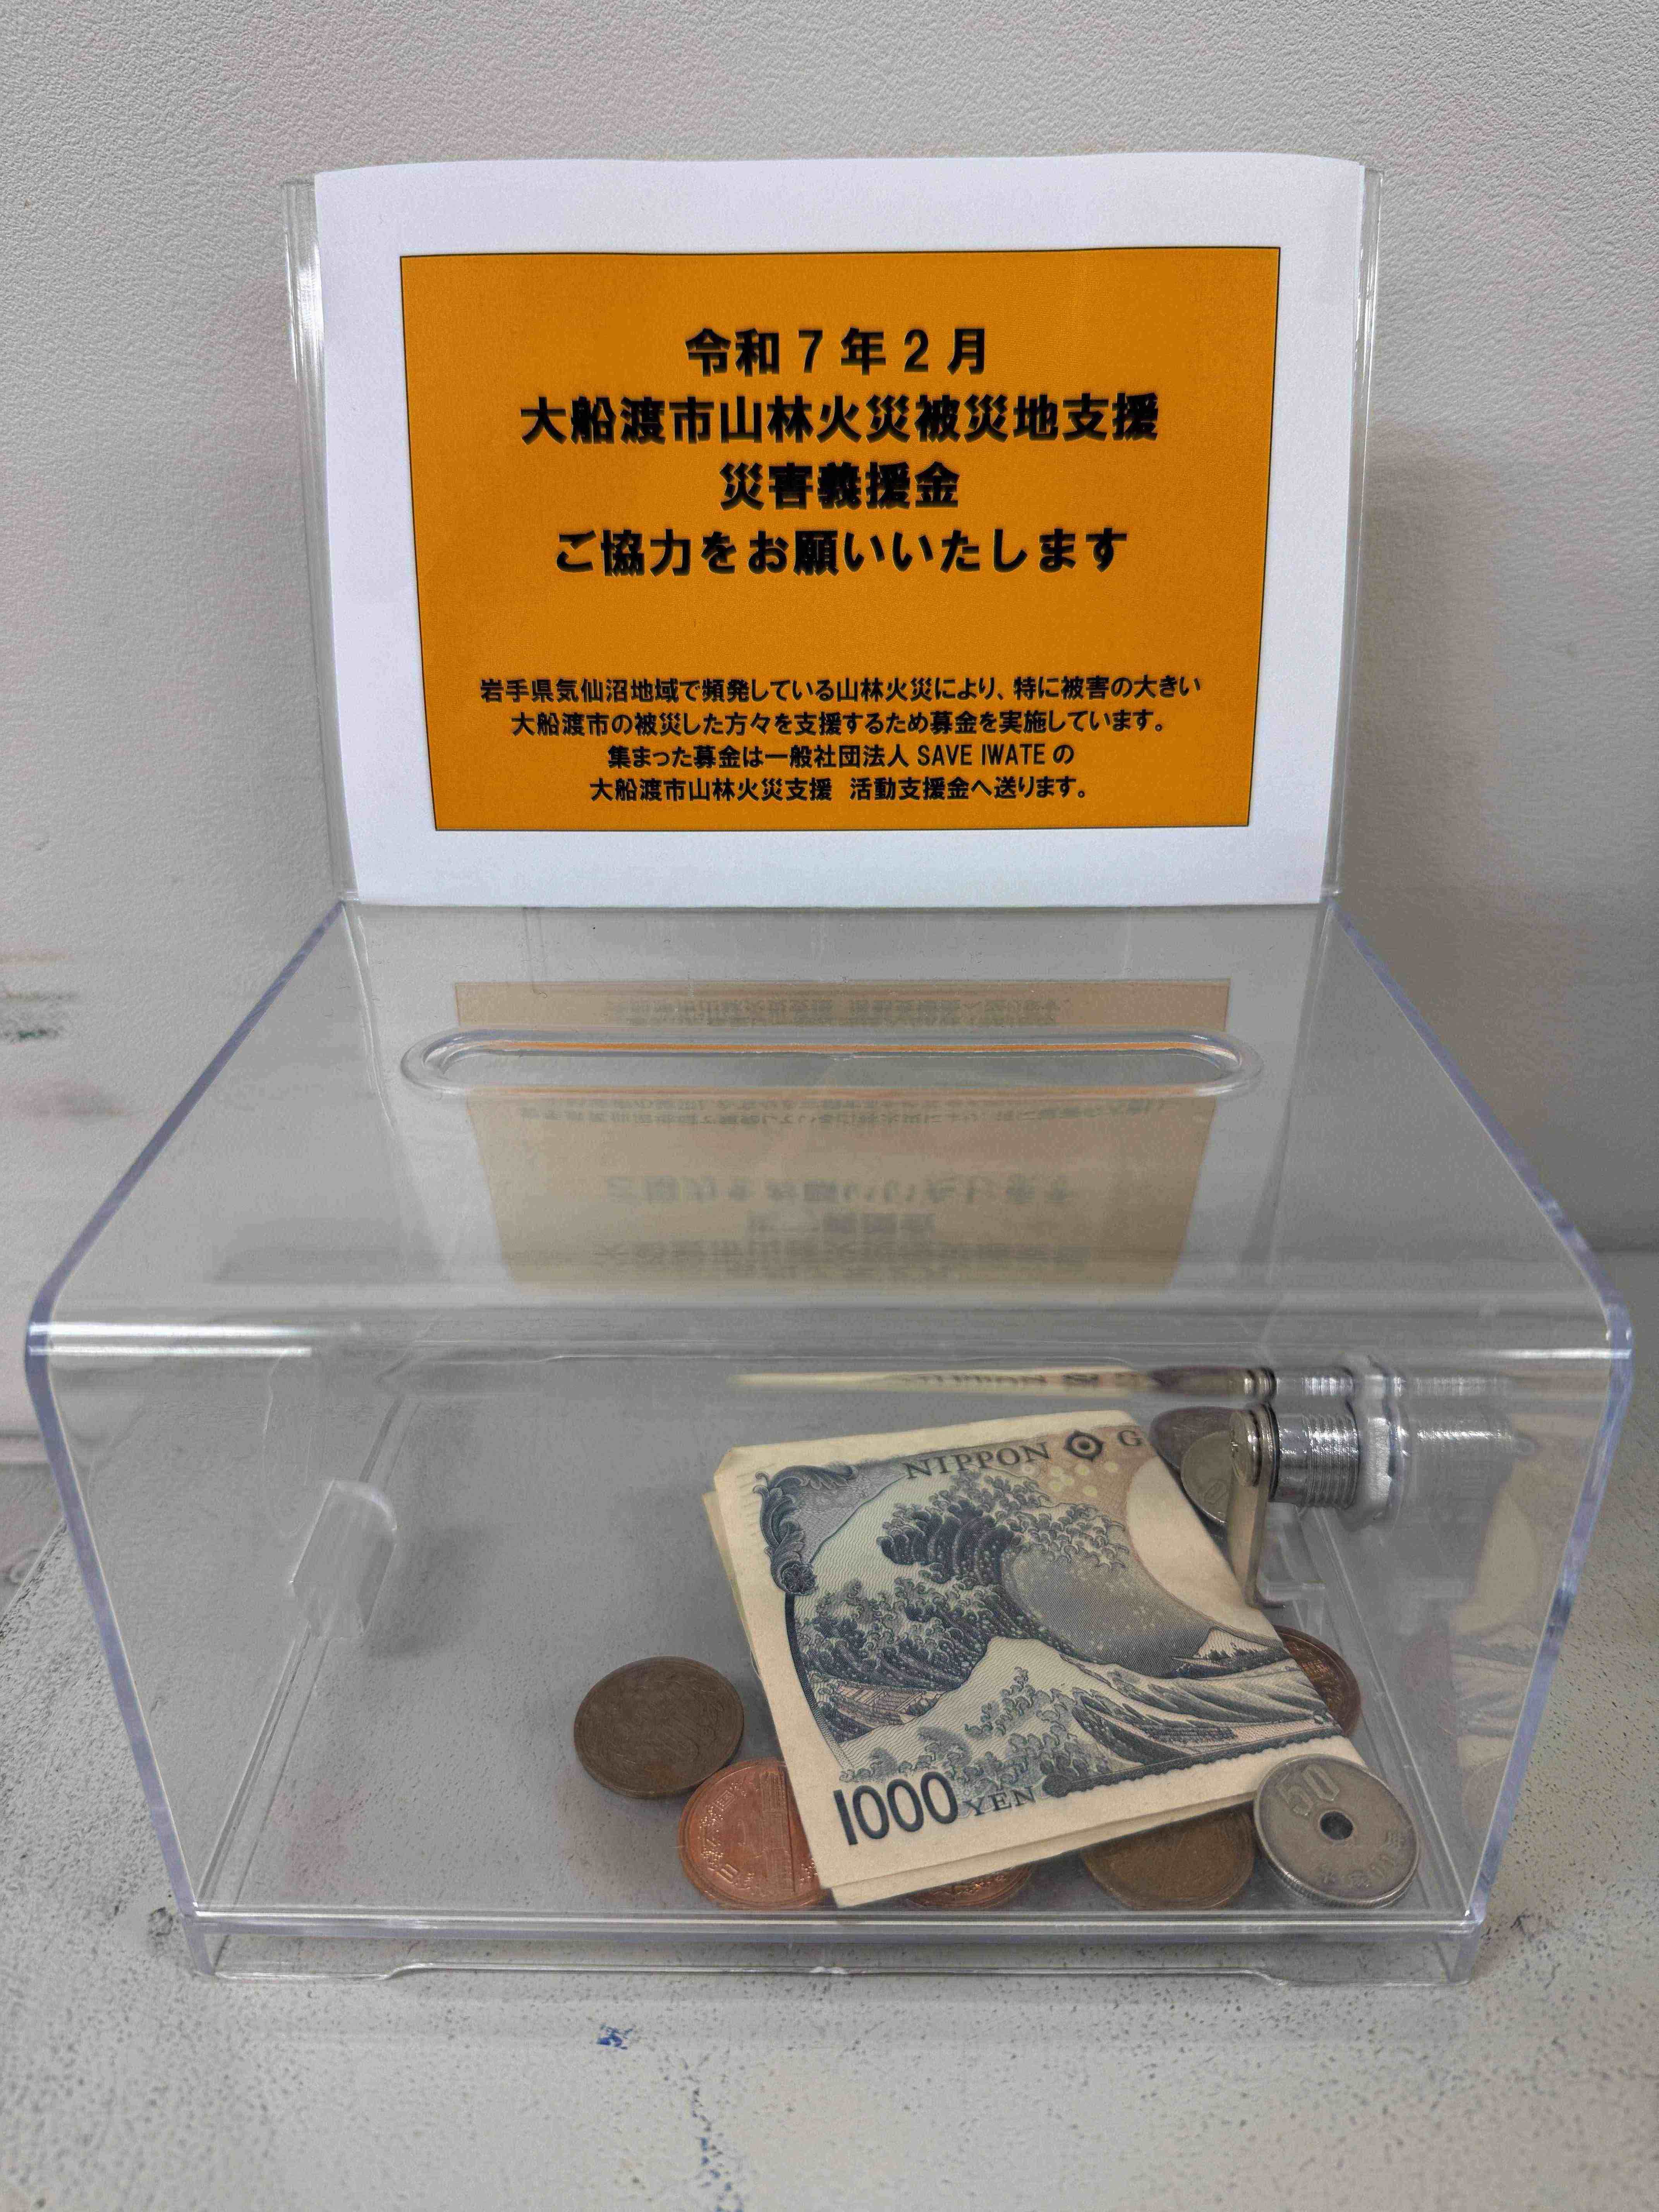 令和7年2月
大船渡市山林火災被災地支援
災害義援金
ご協力をお願いいたします
岩手県気仙沼地域で頻発している山林火災により、特に被害の大きい
大船渡市の被災した方々を支援するため募金を実施しています。
集まった募金は一般社団法人 SAVE IWATE の
大船渡市山林火災支援 活動支援金へ送ります。
NIPPON G
1000 YEN
50